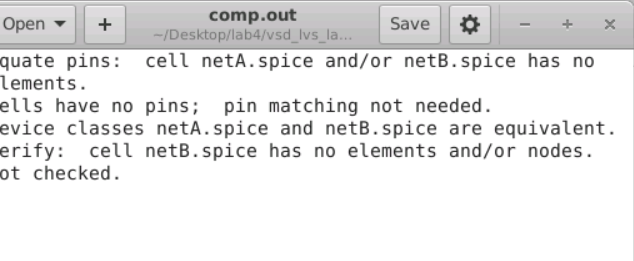 Open
+
comp.out
~/Desktop/lab4/vsd_lvs_la...
Save
quate pins:  cell netA.spice and/or netB.spice has no
lements.
ells have no pins;  pin matching not needed.
evice classes netA.spice and netB.spice are equivalent.
erify:  cell netB.spice has no elements and/or nodes.
ot checked.